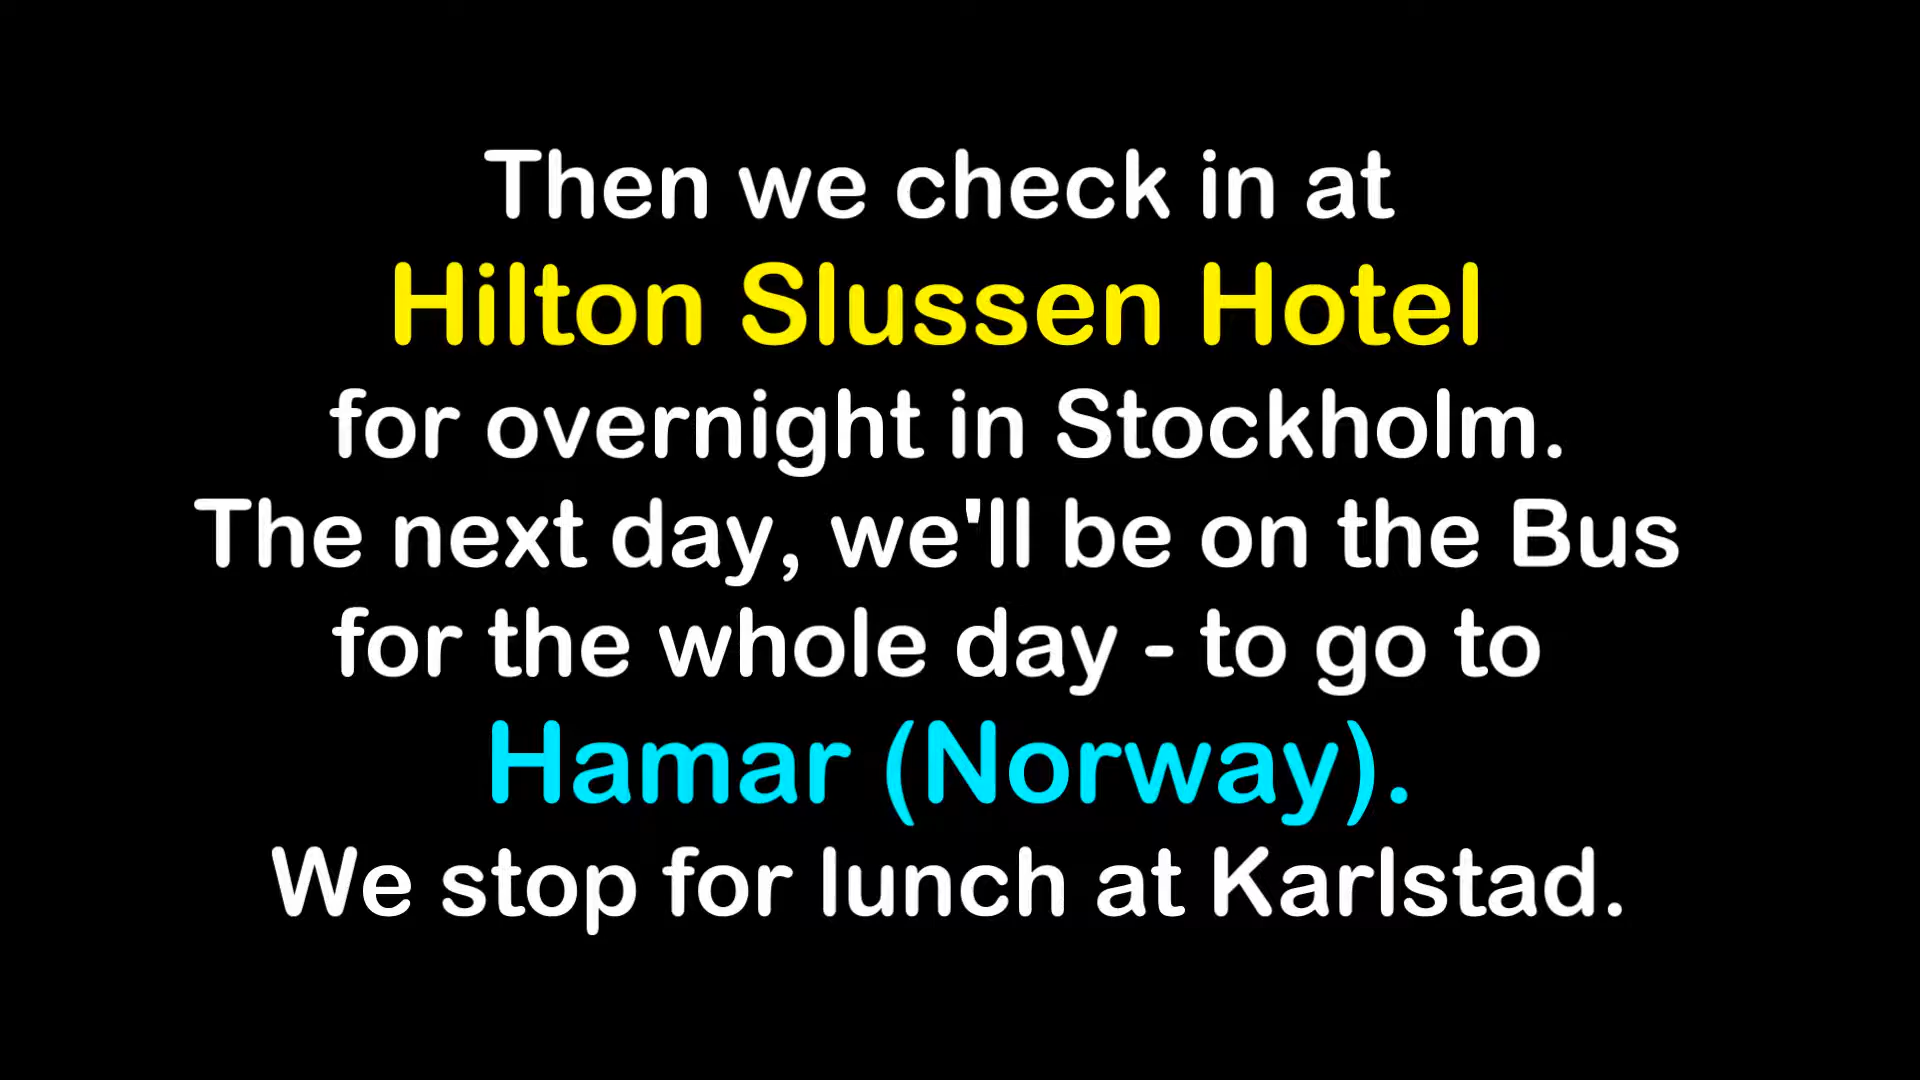 Then we check in at
Hilton Slussen Hotel
for overnight in Stockholm.
The next day, we'll be on the Bus
for the whole day - to go to
Hamar (Norway).
We stop for lunch at Karlstad.